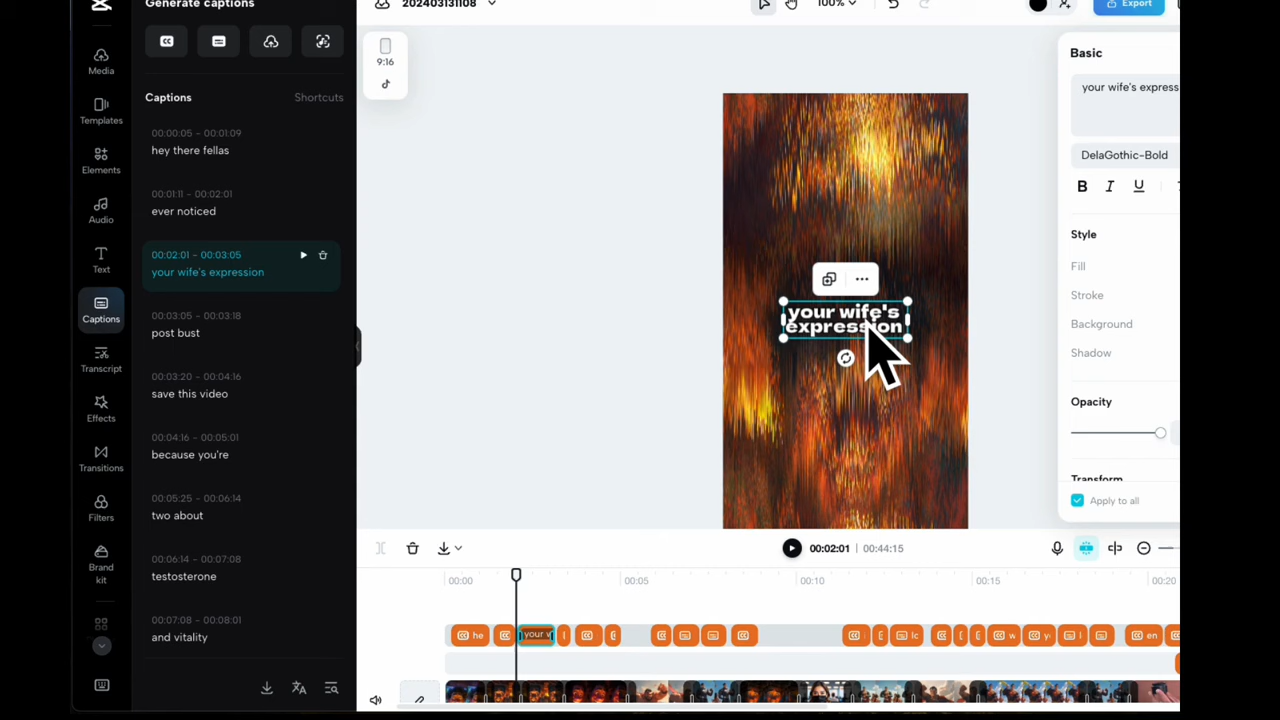 Generate captions
202403131108
100%
Export
9:16
Media
Templates
Elements
Audio
Text
Captions
Transcript
Effects
Transitions
Filters
Brand
kit
Captions
Shortcuts
00:00:05 – 00:01:09
hey there fellas
00:01:11 – 00:02:01
ever noticed
00:02:01 – 00:03:05
your wife's expression
00:03:05 – 00:03:18
post bust
00:03:20 – 00:04:16
save this video
00:04:16 – 00:05:01
because you're
00:05:25 – 00:06:14
two about
00:06:14 – 00:07:08
testosterone
00:07:08 – 00:08:01
and vitality
your wife's
expression
Basic
your wife's express
DelaGothic-Bold
B I U
Style
Fill
Stroke
Background
Shadow
Opacity
Transform
Apply to all
00:02:01 | 00:44:15
00:00
00:05
00:10
00:15
00:20
he
your v
lc
w
y
l
en